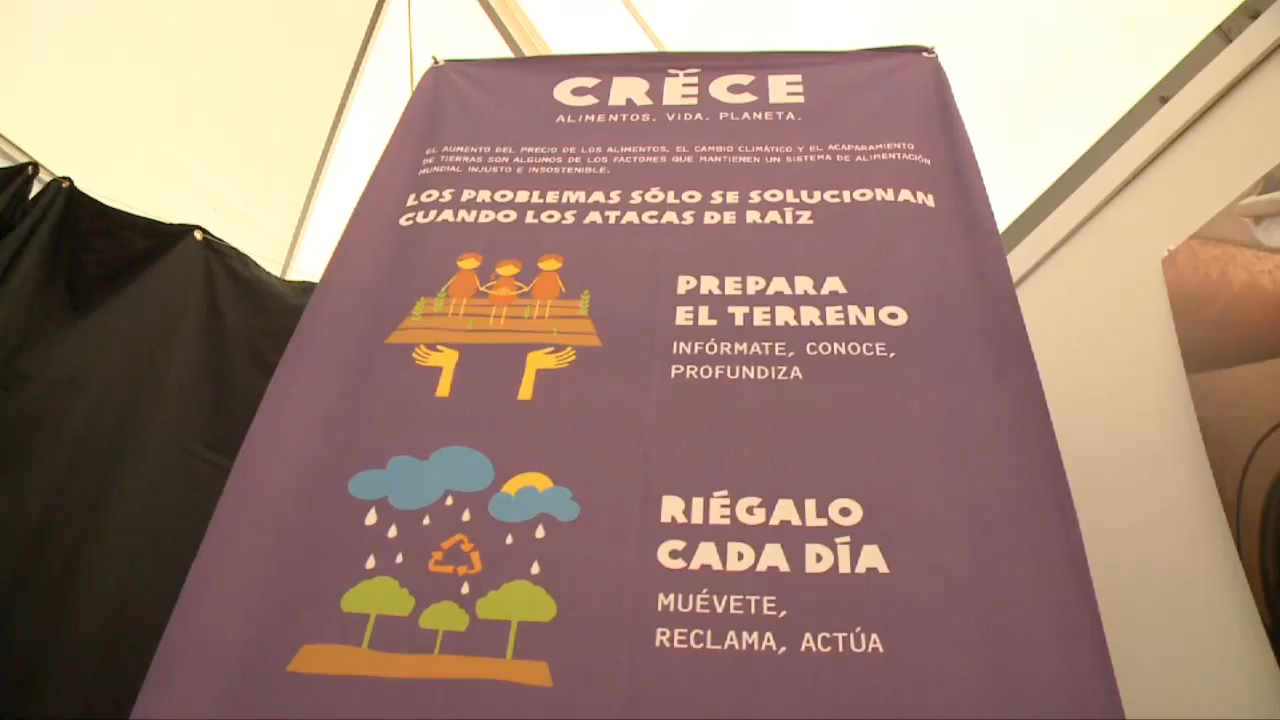 CRECE
ALIMENTOS. VIDA. PLANETA.
EL AUMENTO DEL PRECIO DE LOS ALIMENTOS, EL CAMBIO CLIMÁTICO Y EL ACAPARAMIENTO
DE TIERRAS SON ALGUNOS DE LOS FACTORES QUE MANTIENEN UN SISTEMA DE ALIMENTACIÓN
MUNDIAL INJUSTO E INSOSTENIBLE.
LOS PROBLEMAS SÓLO SE SOLUCIONAN
CUANDO LOS ATACAS DE RAÍZ
PREPARA
EL TERRENO
INFÓRMATE, CONOCE,
PROFUNDIZA
RIÉGALO
CADA DÍA
MUÉVETE,
RECLAMA, ACTÚA